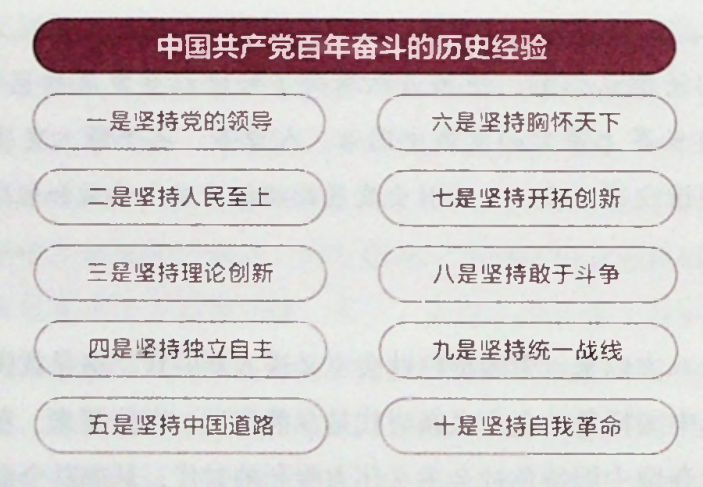 中国共产党百年奋斗的历史经验
一是坚持党的领导
二是坚持人民至上
三是坚持理论创新
四是坚持独立自主
五是坚持中国道路
六是坚持胸怀天下
七是坚持开拓创新
八是坚持敢于斗争
九是坚持统一战线
十是坚持自我革命